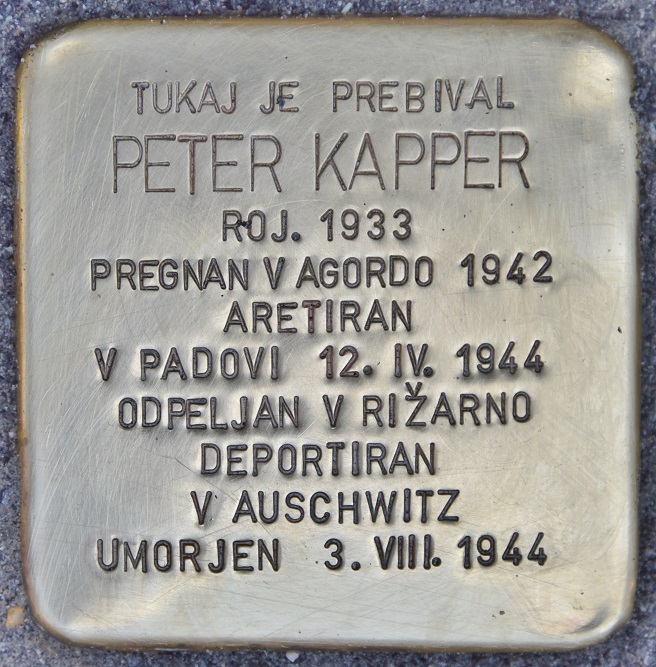 TUKAJ JE PREBIVAL
PETER KAPPER
ROJ. 1933
PREGNAN V AGORDO 1942
ARETIRAN
V PADOVI 12. IV. 1944
ODPELJAN V RIŽARNO
DEPORTIRAN
V AUSCHWITZ
UMORJEN 3. VIII. 1944